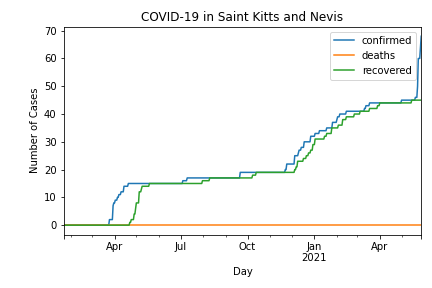 COVID-19 in Saint Kitts and Nevis
70
60
50
40
30
20
10
0
Number of Cases
confirmed
deaths
recovered
Apr Jul Oct Jan Apr
2021
Day